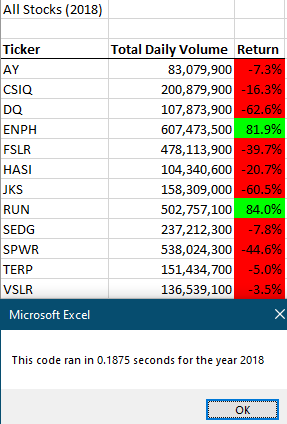 All Stocks (2018)
Ticker Total Daily Volume Return
AY 83,079,900 -7.3%
CSIQ 200,879,900 -16.3%
DQ 107,873,900 -62.6%
ENPH 607,473,500 81.9%
FSLR 478,113,900 -39.7%
HASI 104,340,600 -20.7%
JKS 158,309,000 -60.5%
RUN 502,757,100 84.0%
SEDG 237,212,300 -7.8%
SPWR 538,024,300 -44.6%
TERP 151,434,700 -5.0%
VSLR 136,539,100 -3.5%
Microsoft Excel
This code ran in 0.1875 seconds for the year 2018
OK